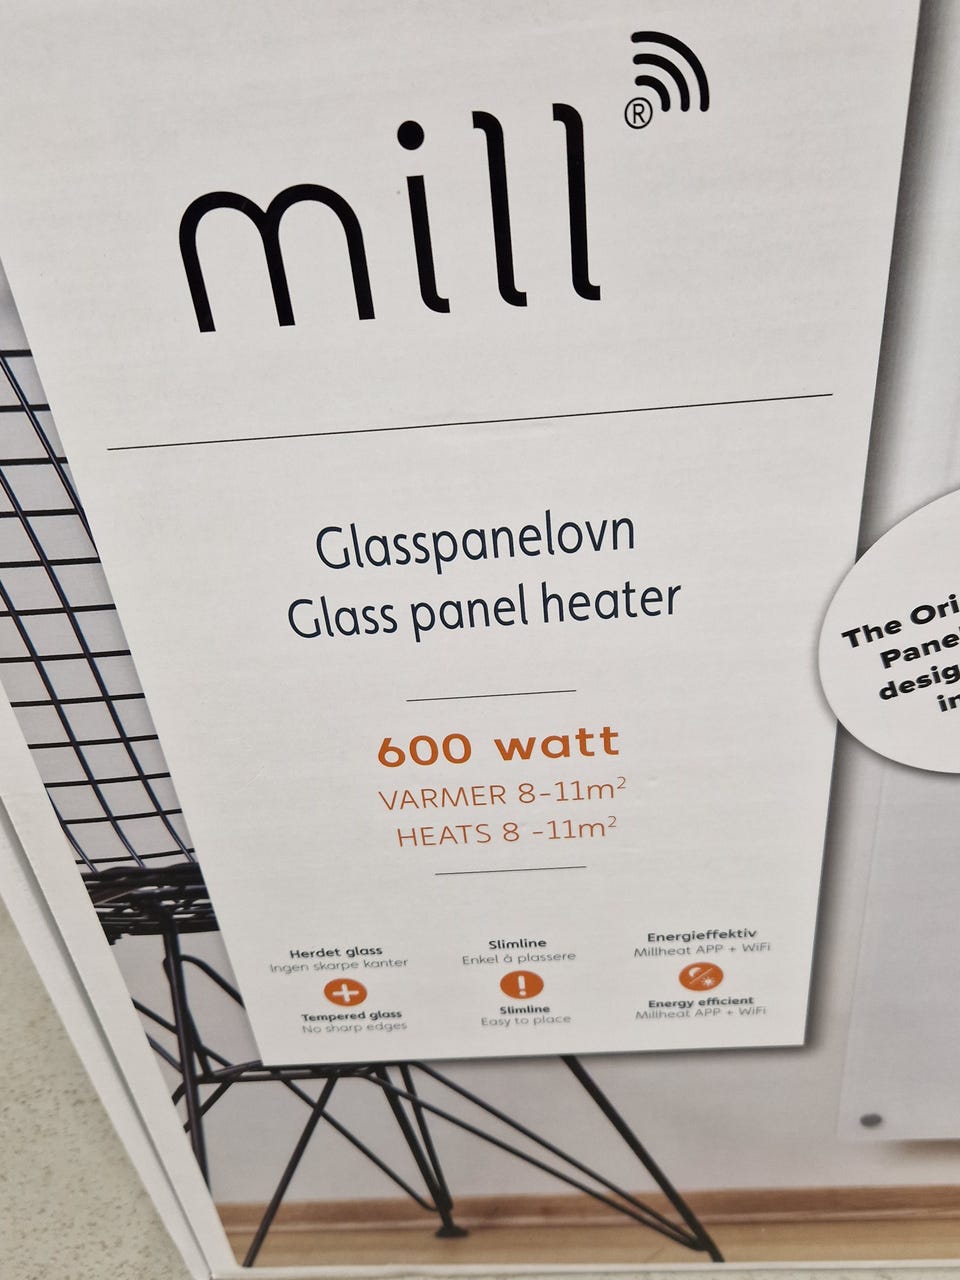 mill®
Glasspanelovn
Glass panel heater
600 watt
VARMER 8-11m²
HEATS 8 -11m²
Herdet glass
Ingen skarpe kanter
Tempered glass
No sharp edges
Slimline
Enkel å plassere
Slimline
Easy to place
Energieffektiv
Millheat APP + WiFi
Energy efficient
Millheat APP + WiFi
The Ori
Pane
desig
in